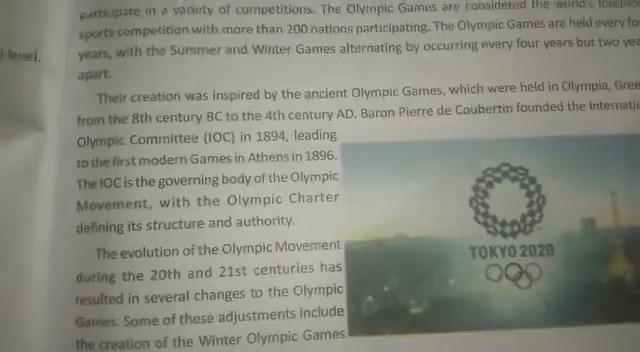 participate in a variety of competitions. The Olympic Games are considered the world's
sports competition with more than 200 nations participating. The Olympic Games are held every
level.
years, with the Summer and Winter Games alternating by occurring every four years but two
apart.
Their creation was inspired by the ancient Olympic Games, which were held in Olympia,
from the 8th century BC to the 4th century AD. Baron Pierre de Coubertin founded the
Olympic Committee (IOC) in 1894, leading
to the first modern Games in Athens in 1896.
The IOC is the governing body of the Olympic
Movement, with the Olympic Charter
defining its structure and authority.
The evolution of the Olympic Movement
during the 20th and 21st centuries has
resulted in several changes to the Olympic
Games. Some of these adjustments include
the creation of the Winter Olympic Games
TOKYO 2020